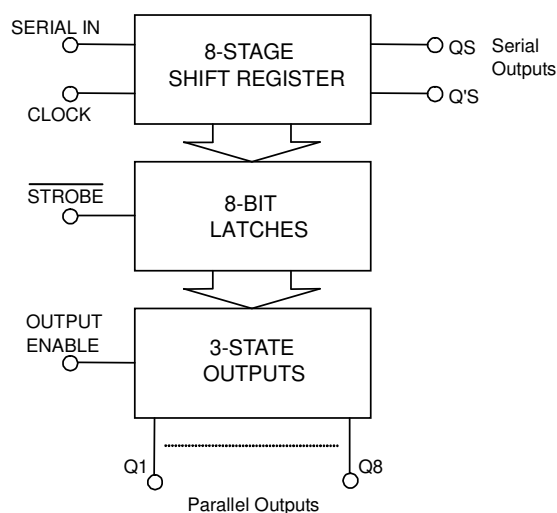 SERIAL IN
CLOCK
8-STAGE
SHIFT REGISTER
QS
Q'S
Serial
Outputs
STROBE
8-BIT
LATCHES
OUTPUT
ENABLE
3-STATE
OUTPUTS
Q1
Q8
Parallel Outputs